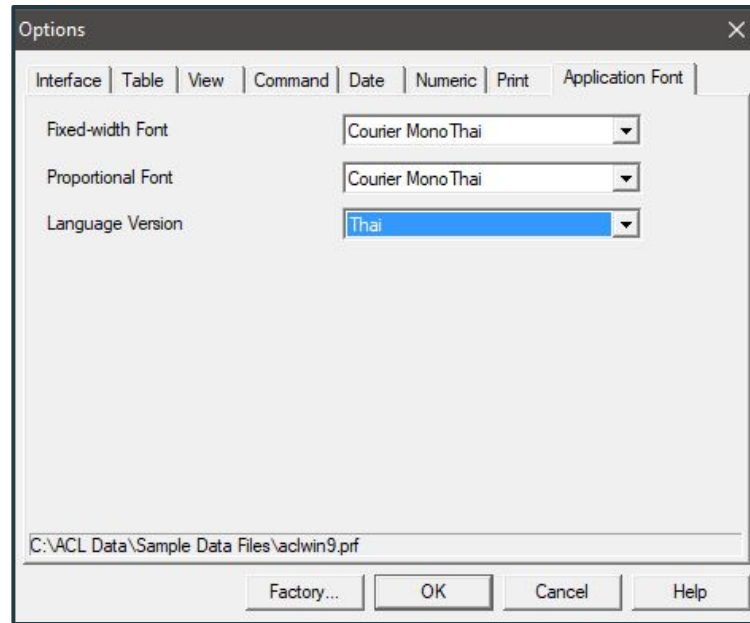 Options
Interface Table View Command Date Numeric Print Application Font
Fixed-width Font Courier MonoThai
Proportional Font Courier MonoThai
Language Version Thai
C:\ACL Data\Sample Data Files\aclwin9.prf
Factory... OK Cancel Help